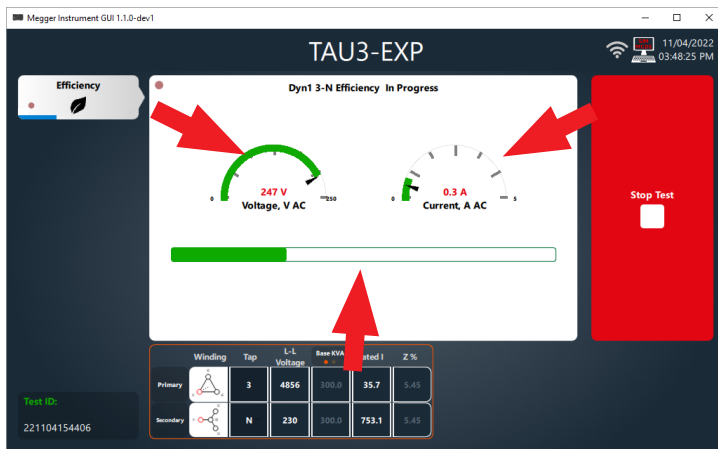 Megger Instrument GUI 1.1.0-dev1
TAU3-EXP
11/04/2022
03:48:25 PM
Efficiency
Dyn1 3-N Efficiency In Progress
0
247 V
250
Voltage, V AC
0
0.3 A
5
Current, A AC
Stop Test
Winding Tap L-L Voltage Base KVA ated I Z %
Primary 3 4856 300.0 35.7 5.45
Secondary N 230 300.0 753.1 5.45
Test ID:
221104154406